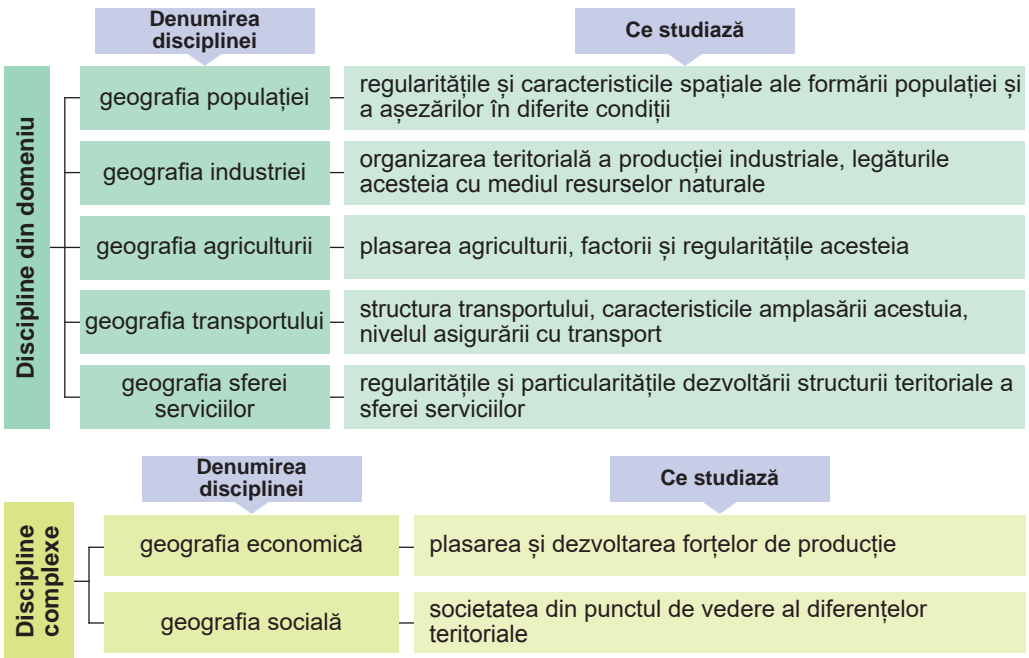 Denumirea
disciplinei
Ce studiază
Discipline din domeniu
geografia populației
regularitățile și caracteristicile spațiale ale formării populației și
a așezărilor în diferite condiții
geografia industriei
organizarea teritorială a producției industriale, legăturile
acesteia cu mediul resurselor naturale
geografia agriculturii
plasarea agriculturii, factorii și regularitățile acesteia
geografia transportului
structura transportului, caracteristicile amplasării acestuia,
nivelul asigurării cu transport
geografia sferei
serviciilor
regularitățile și particularitățile dezvoltării structurii teritoriale a
sferei serviciilor
Denumirea
disciplinei
Ce studiază
Discipline
complexe
geografia economică
plasarea și dezvoltarea forțelor de producție
geografia socială
societatea din punctul de vedere al diferențelor
teritoriale